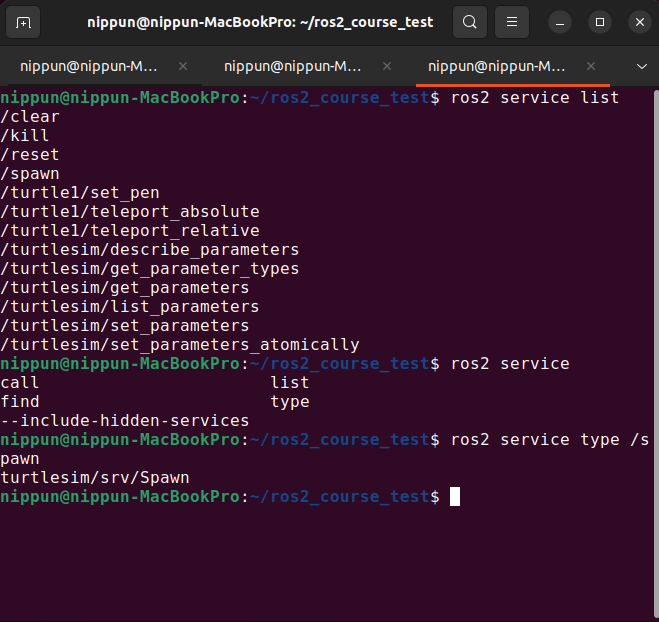 nippun@nippun-MacBookPro: ~/ros2_course_test
nippun@nippun-M...
nippun@nippun-M...
nippun@nippun-M...
nippun@nippun-MacBookPro:~/ros2_course_test$ ros2 service list
/clear
/kill
/reset
/spawn
/turtle1/set_pen
/turtle1/teleport_absolute
/turtle1/teleport_relative
/turtlesim/describe_parameters
/turtlesim/get_parameter_types
/turtlesim/get_parameters
/turtlesim/list_parameters
/turtlesim/set_parameters
/turtlesim/set_parameters_atomically
nippun@nippun-MacBookPro:~/ros2_course_test$ ros2 service
call list
find type
--include-hidden-services
nippun@nippun-MacBookPro:~/ros2_course_test$ ros2 service type /s
pawn
turtlesim/srv/Spawn
nippun@nippun-MacBookPro:~/ros2_course_test$